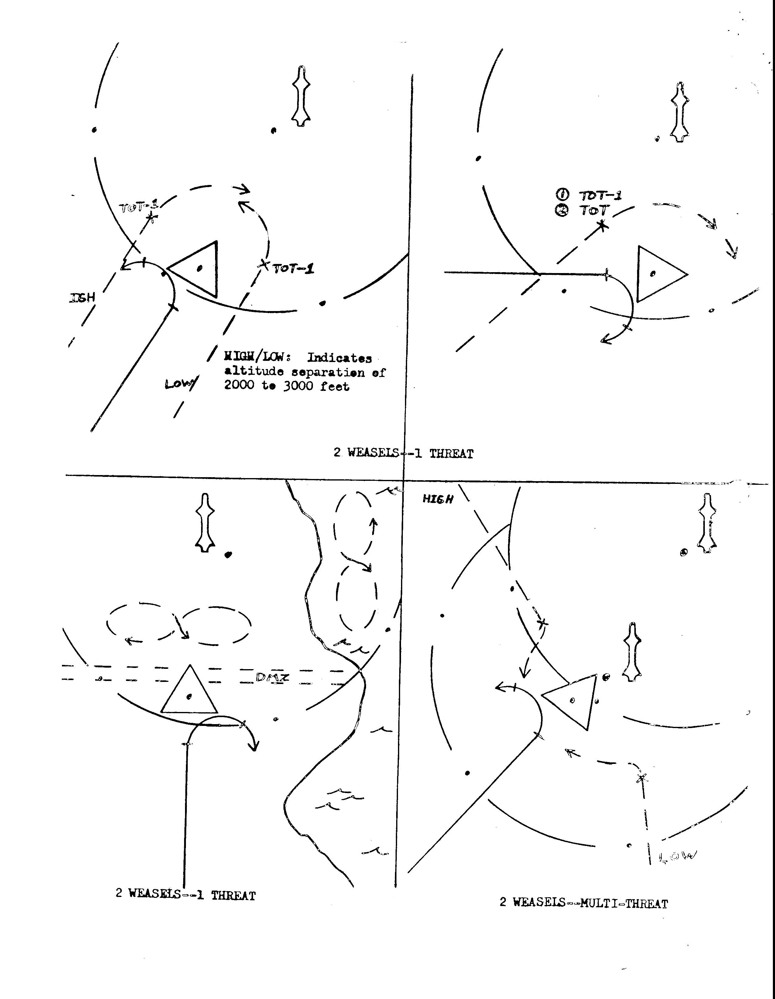 TOT-1
TOT-1
IGH
HIGH/LOW: Indicates
altitude separation of
2000 to 3000 feet
LOW
① TOT-1
② TOT
2 WEASELS--1 THREAT
DMZ
2 WEASELS--1 THREAT
HIGH
LOW
2 WEASELS--MULTI-THREAT